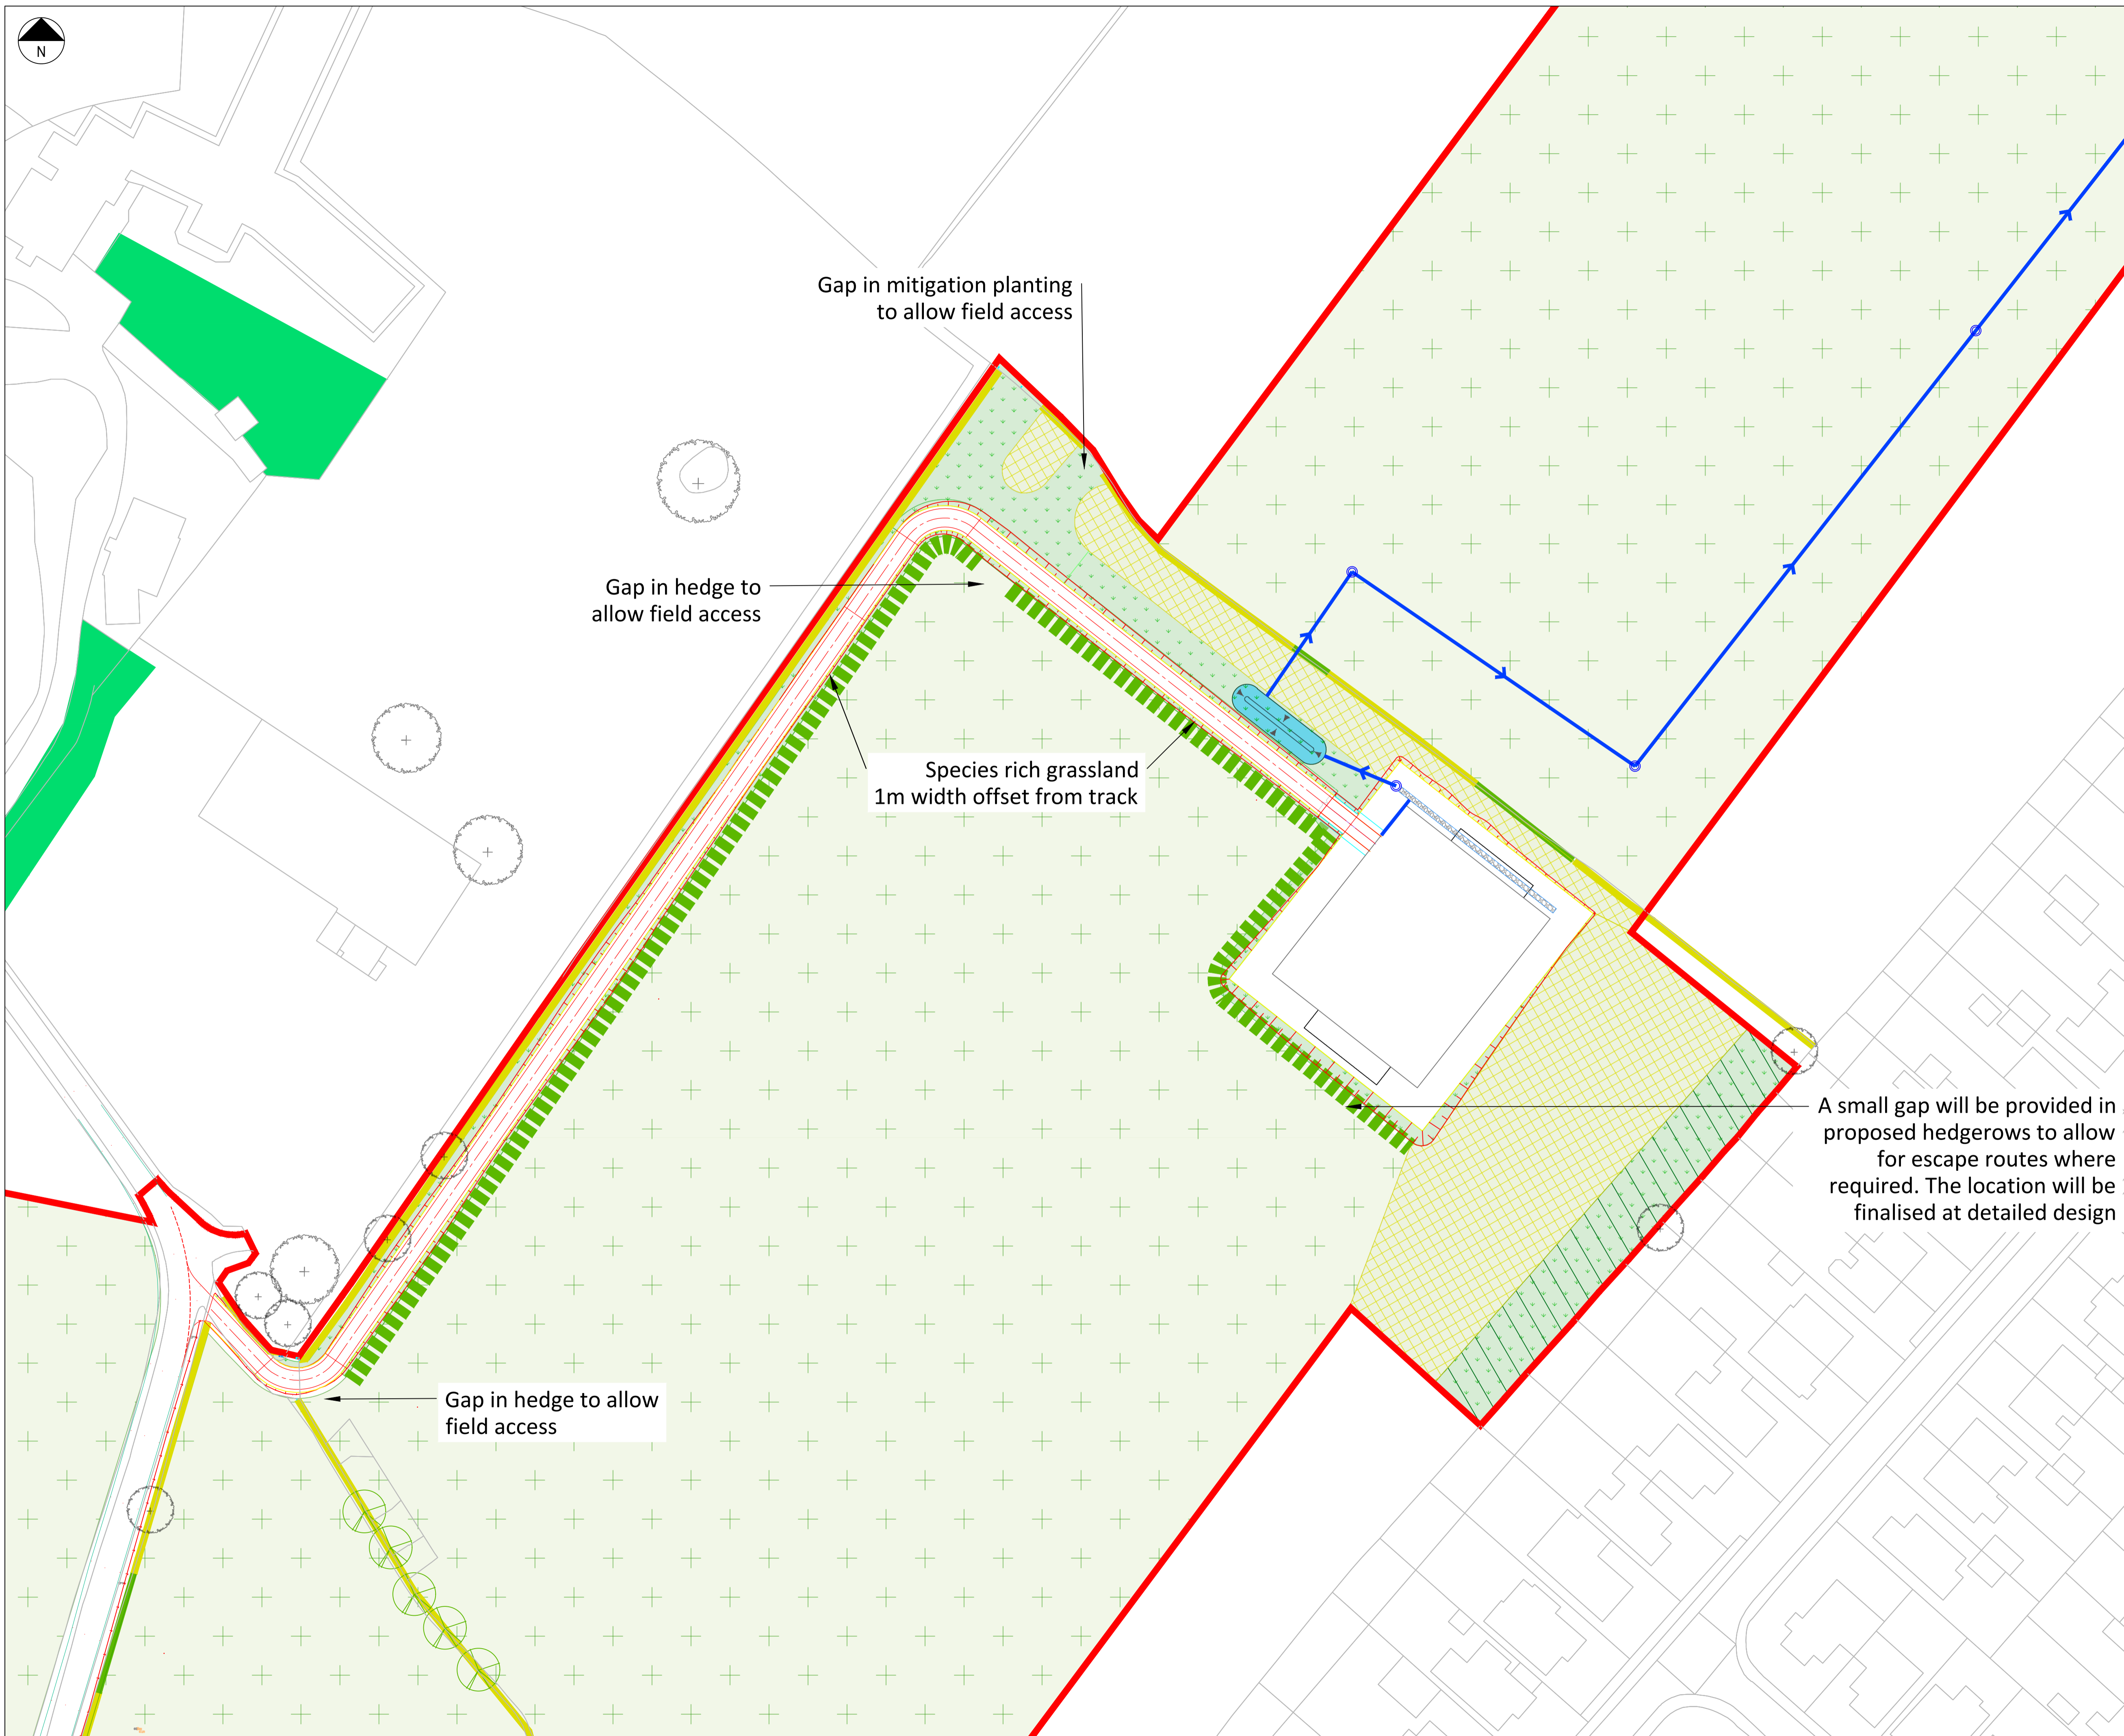 N
Gap in mitigation planting
to allow field access
Gap in hedge to
allow field access
Species rich grassland
1m width offset from track
A small gap will be provided in
proposed hedgerows to allow
for escape routes where
required. The location will be
finalised at detailed design
Gap in hedge to allow
field access